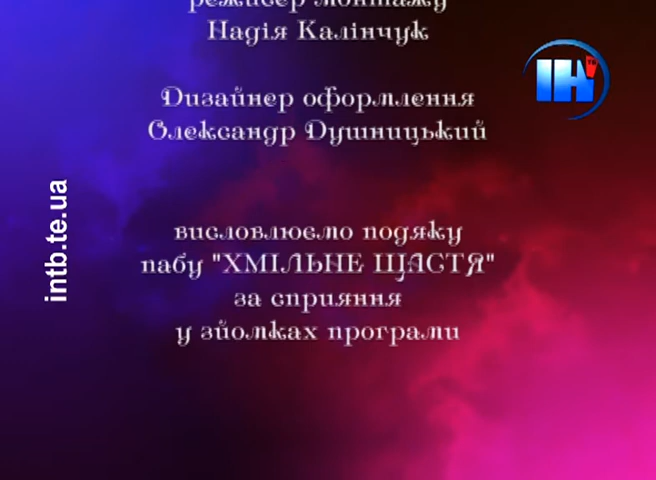 режисер монтажу
Надія Калінчук
Дизайнер оформлення
Олександр Душницький
висловлюємо подяку
пабу "ХМІЛЬНЕ ЩАСТЯ"
за сприяння
у зйомках програми
intb.te.ua
ІН ТБ